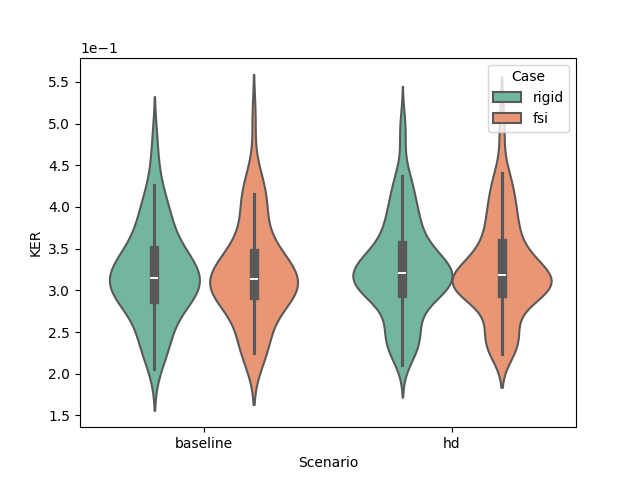 1e−1
5.5
5.0
4.5
4.0
3.5
3.0
2.5
2.0
1.5
KER
Case
rigid
fsi
baseline
hd
Scenario